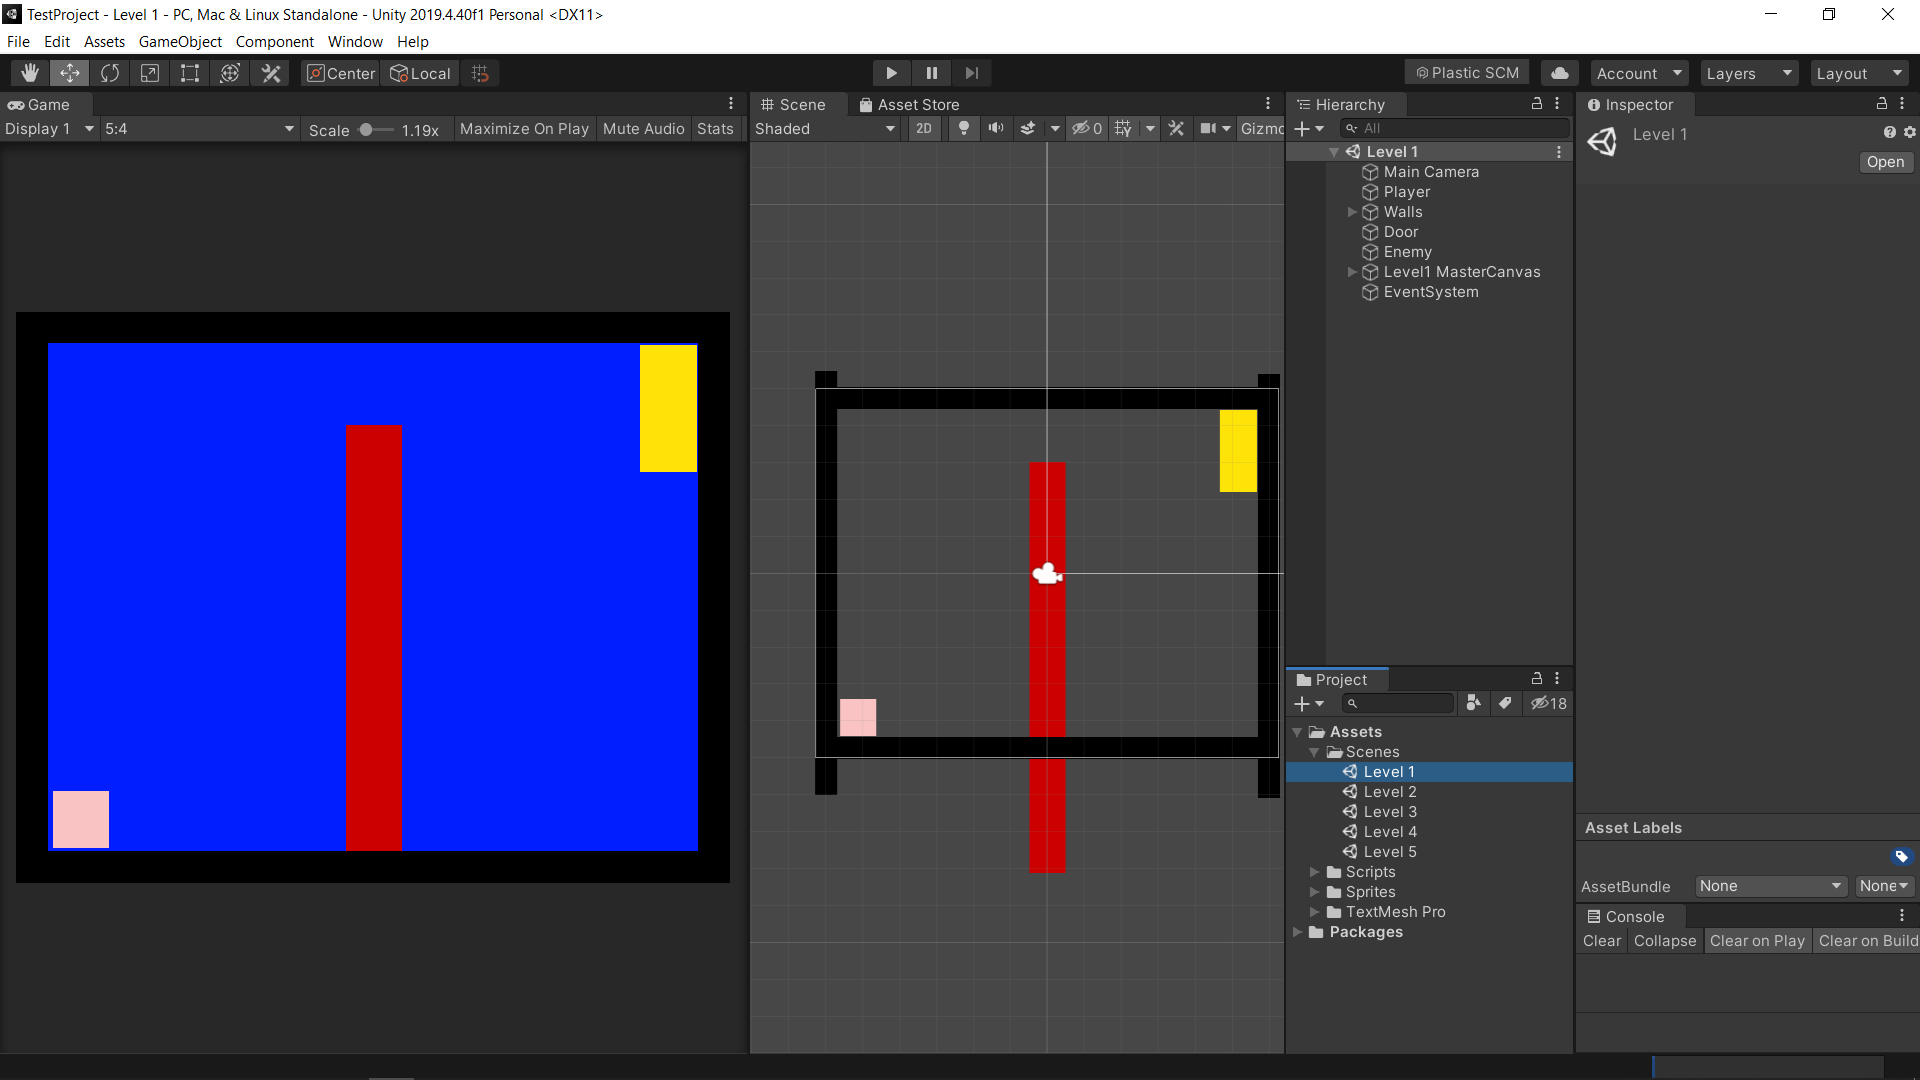 TestProject - Level 1 - PC, Mac & Linux Standalone - Unity 2019.4.40f1 Personal <DX11>
File Edit Assets GameObject Component Window Help
Center Local Plastic SCM Account Layers Layout
Game
Display 1 5:4 Scale 1.19x Maximize On Play Mute Audio Stats
Scene Asset Store
Shaded 2D 0 Gizmo
Hierarchy
All
Level 1
Main Camera
Player
Walls
Door
Enemy
Level1 MasterCanvas
EventSystem
Project
18
Assets
Scenes
Level 1
Level 2
Level 3
Level 4
Level 5
Scripts
Sprites
TextMesh Pro
Packages
Inspector
Level 1
Open
Asset Labels
AssetBundle None None
Console
Clear Collapse Clear on Play Clear on Build